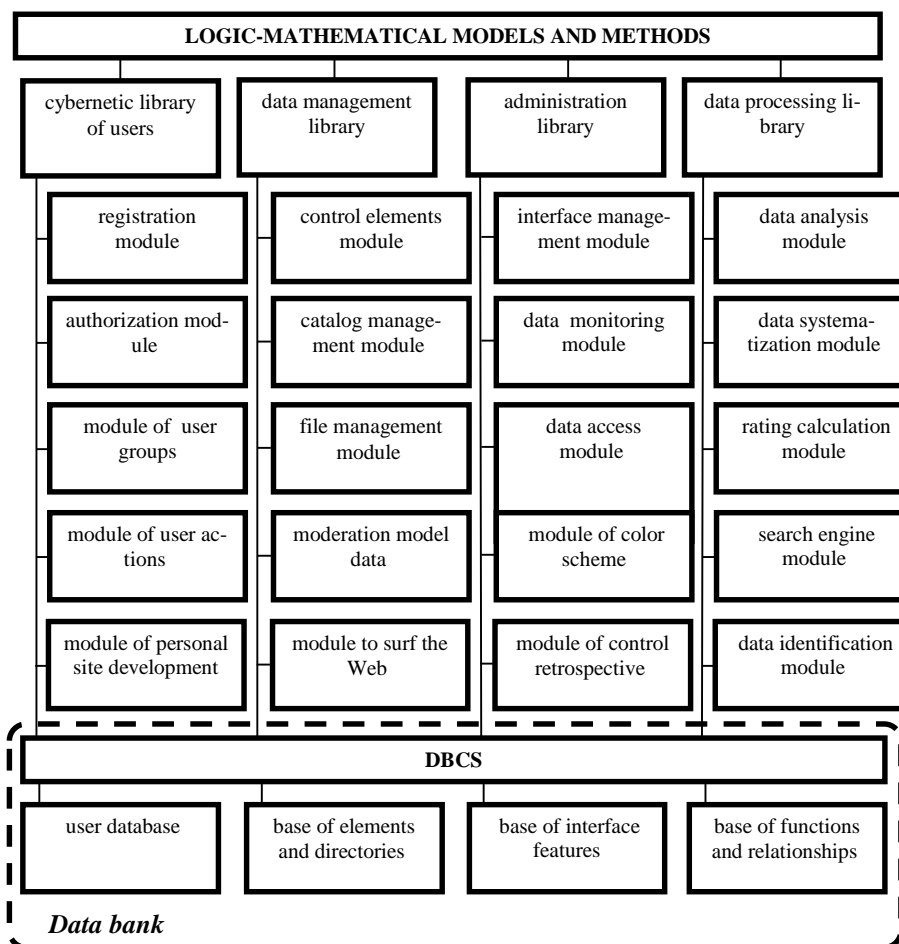 LOGIC-MATHEMATICAL MODELS AND METHODS
cybernetic library
of users
data management
library
administration
library
data processing li-
brary
registration
module
control elements
module
interface manage-
ment module
data analysis
module
authorization mod-
ule
catalog manage-
ment module
data monitoring
module
data systema-
tization module
module of user
groups
file management
module
data access
module
rating calculation
module
module of user ac-
tions
moderation model
data
module of color
scheme
search engine
module
module of personal
site development
module to surf the
Web
module of control
retrospective
data identification
module
DBCS
user database
base of elements
and directories
base of interface
features
base of functions
and relationships
Data bank